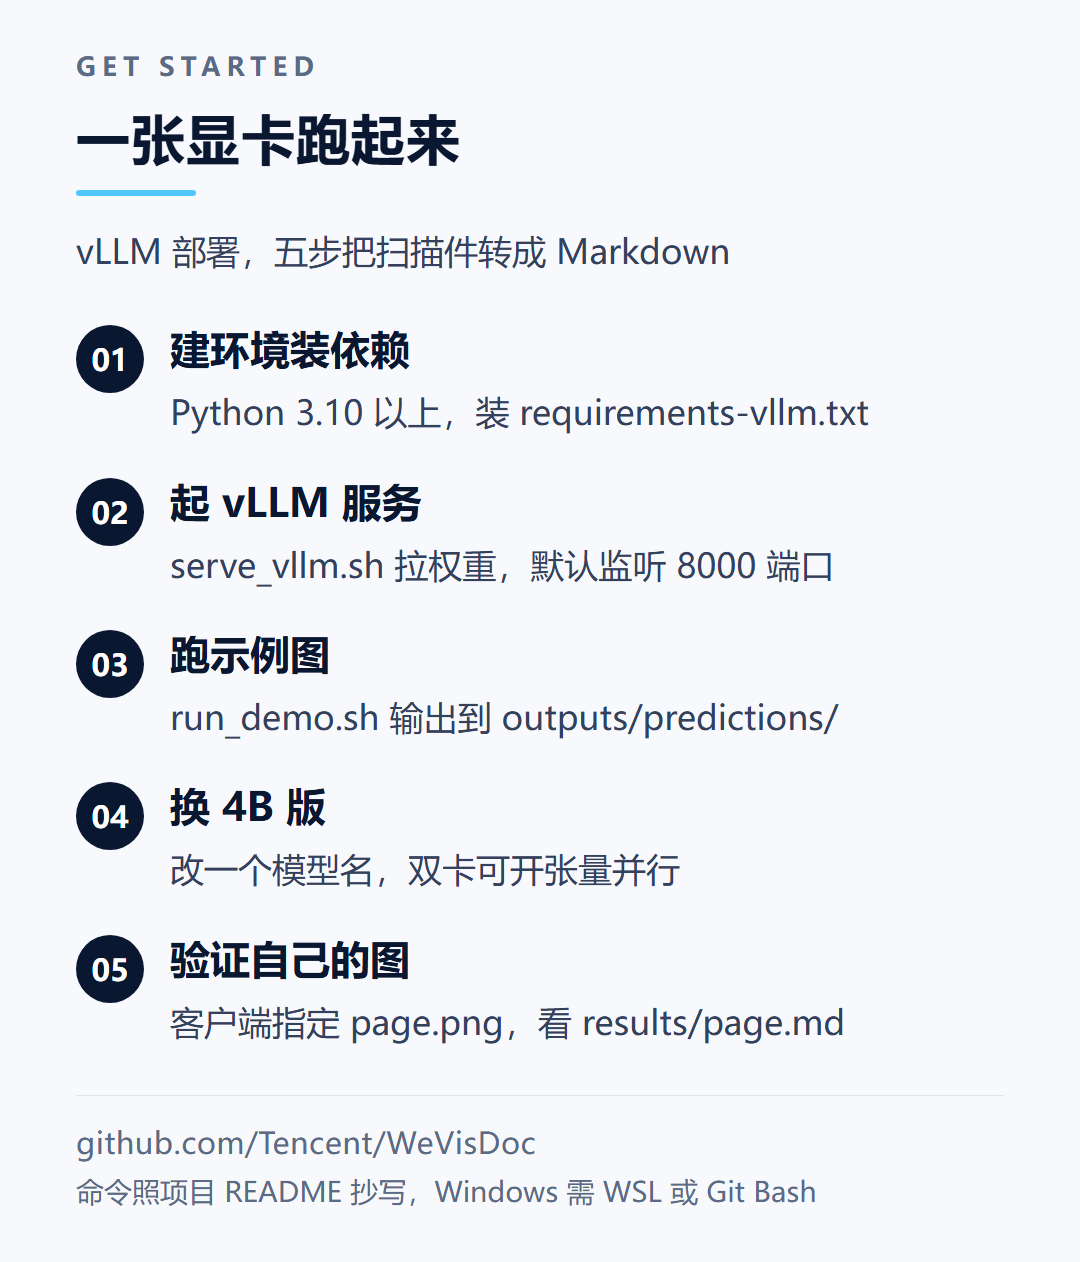 GET STARTED
一张显卡跑起来
vLLM 部署，五步把扫描件转成 Markdown
01
建环境装依赖
Python 3.10 以上，装 requirements-vllm.txt
02
起 vLLM 服务
serve_vllm.sh 拉权重，默认监听 8000 端口
03
跑示例图
run_demo.sh 输出到 outputs/predictions/
04
换 4B 版
改一个模型名，双卡可开张量并行
05
验证自己的图
客户端指定 page.png，看 results/page.md
github.com/Tencent/WeVisDoc
命令照项目 README 抄写，Windows 需 WSL 或 Git Bash